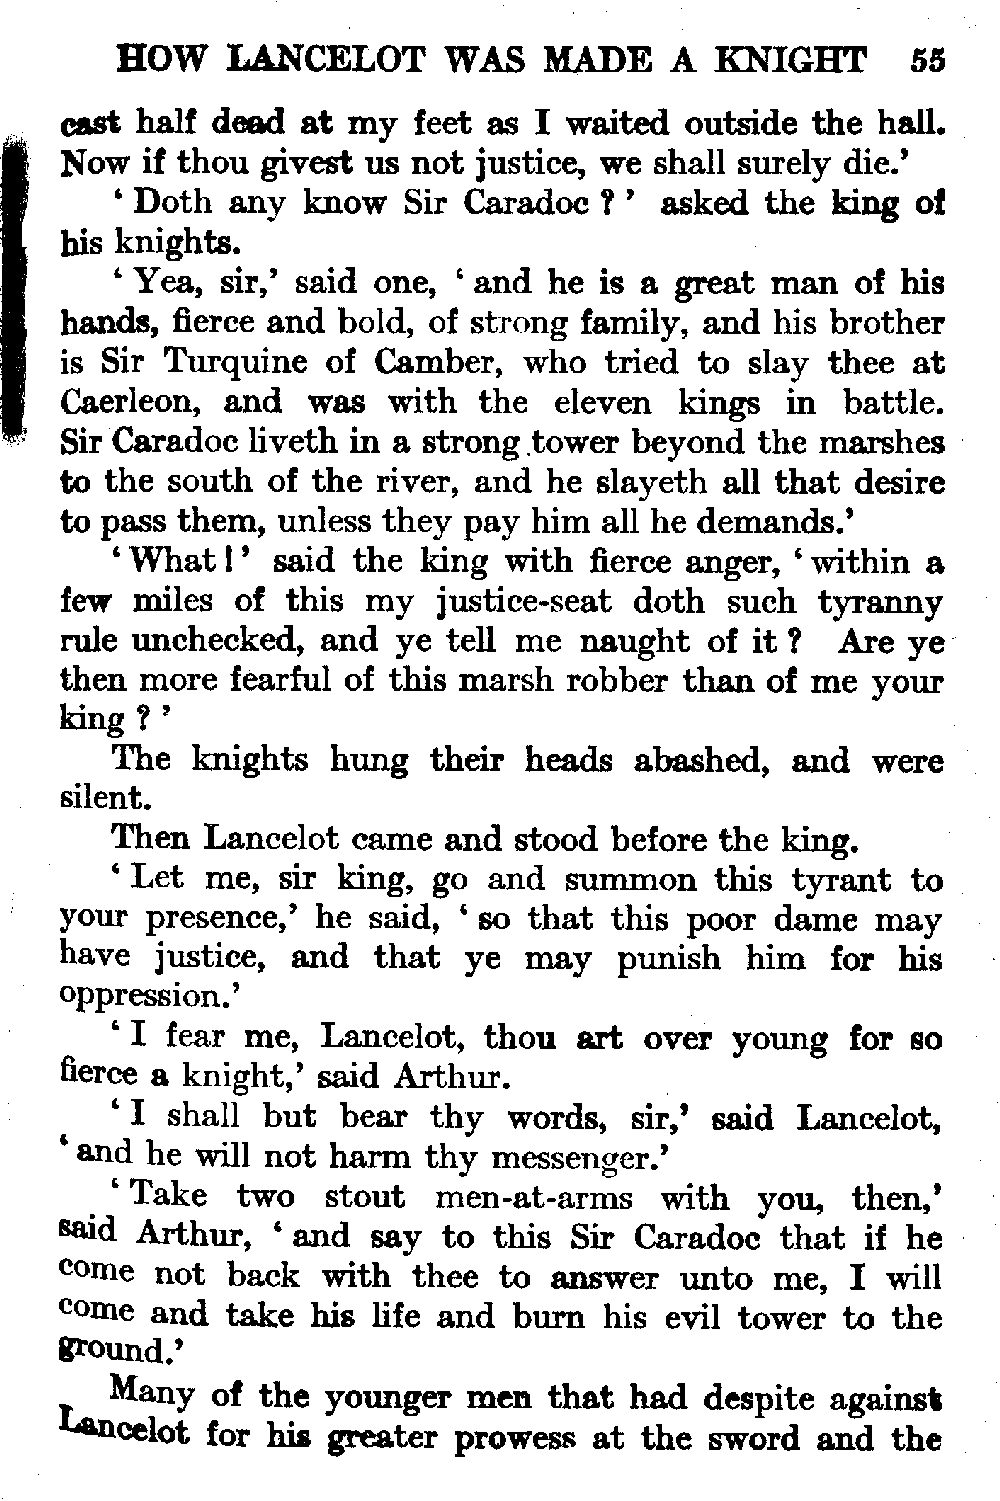 HOW LANCELOT WAS MADE A KNIGHT 55
cast half dead at my feet as I waited outside the hall.
Now if thou givest us not justice, we shall surely die.’
‘ Doth any know Sir Caradoc ? ’ asked the king of
his knights.
‘ Yea, sir,’ said one, ‘ and he is a great man of his
hands, fierce and bold, of strong family, and his brother
is Sir Turquine of Camber, who tried to slay thee at
Caerleon, and was with the eleven kings in battle.
Sir Caradoc liveth in a strong tower beyond the marshes
to the south of the river, and he slayeth all that desire
to pass them, unless they pay him all he demands.’
‘ What ! ’ said the king with fierce anger, ‘ within a
few miles of this my justice-seat doth such tyranny
rule unchecked, and ye tell me naught of it ? Are ye
then more fearful of this marsh robber than of me your
king ? ’
The knights hung their heads abashed, and were
silent.
Then Lancelot came and stood before the king.
‘ Let me, sir king, go and summon this tyrant to
your presence,’ he said, ‘ so that this poor dame may
have justice, and that ye may punish him for his
oppression.’
‘ I fear me, Lancelot, thou art over young for so
fierce a knight,’ said Arthur.
‘ I shall but bear thy words, sir,’ said Lancelot,
‘ and he will not harm thy messenger.’
‘ Take two stout men-at-arms with you, then,’
said Arthur, ‘ and say to this Sir Caradoc that if he
come not back with thee to answer unto me, I will
come and take his life and burn his evil tower to the
ground.’
Many of the younger men that had despite against
Lancelot for his greater prowess at the sword and the